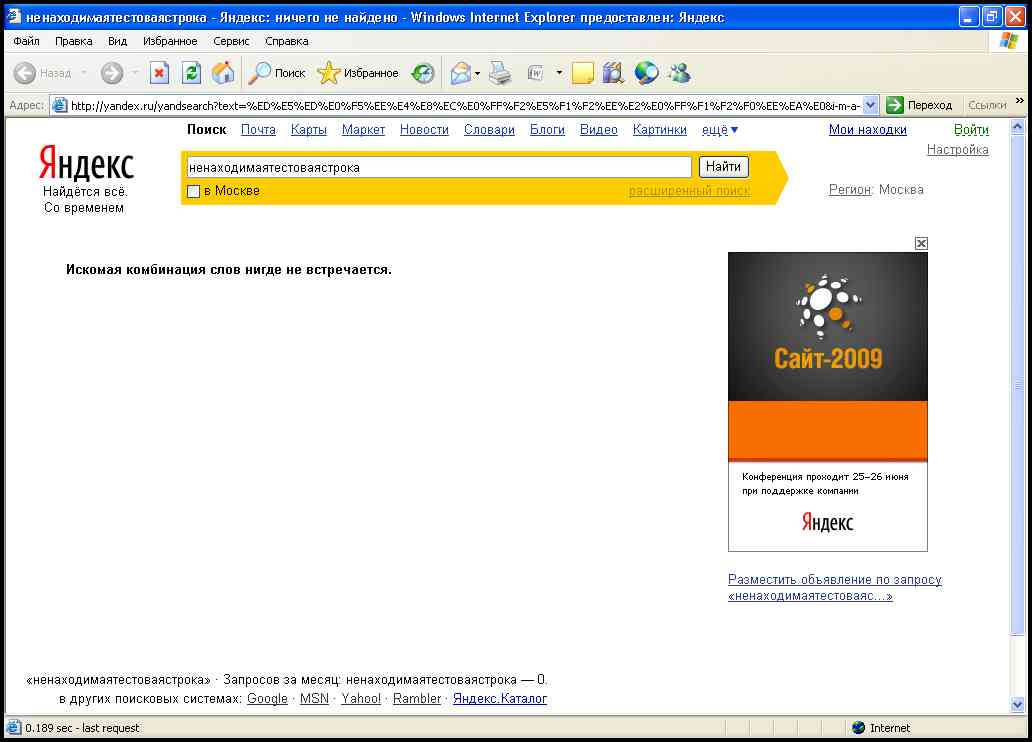 ненаходимаятестоваястрока - Яндекс: ничего не найдено - Windows Internet Explorer предоставлен: Яндекс
Файл Правка Вид Избранное Сервис Справка
Назад Поиск Избранное
Адрес: http://yandex.ru/yandsearch?text=%ED%E5%ED%E0%F5%EE%E4%E8%EC%E0%FF%F2%E5%F1%F2%EE%E2%E0%FF%F1%F2%F0%EE%EA%E0&i-m-a- Переход Ссылки »
Поиск Почта Карты Маркет Новости Словари Блоги Видео Картинки ещё ▼ Мои находки Войти
Настройка
Яндекс
Найдётся всё.
Со временем
ненаходимаятестоваястрока Найти
в Москве расширенный поиск Регион: Москва
Искомая комбинация слов нигде не встречается.
Сайт-2009
Конференция проходит 25–26 июня
при поддержке компании
Яндекс
Разместить объявление по запросу
«ненаходимаятестоваяс...»
«ненаходимаятестоваястрока» · Запросов за месяц: ненаходимаятестоваястрока — 0.
в других поисковых системах: Google · MSN · Yahoo! · Rambler · Яндекс.Каталог
0.189 sec - last request Internet